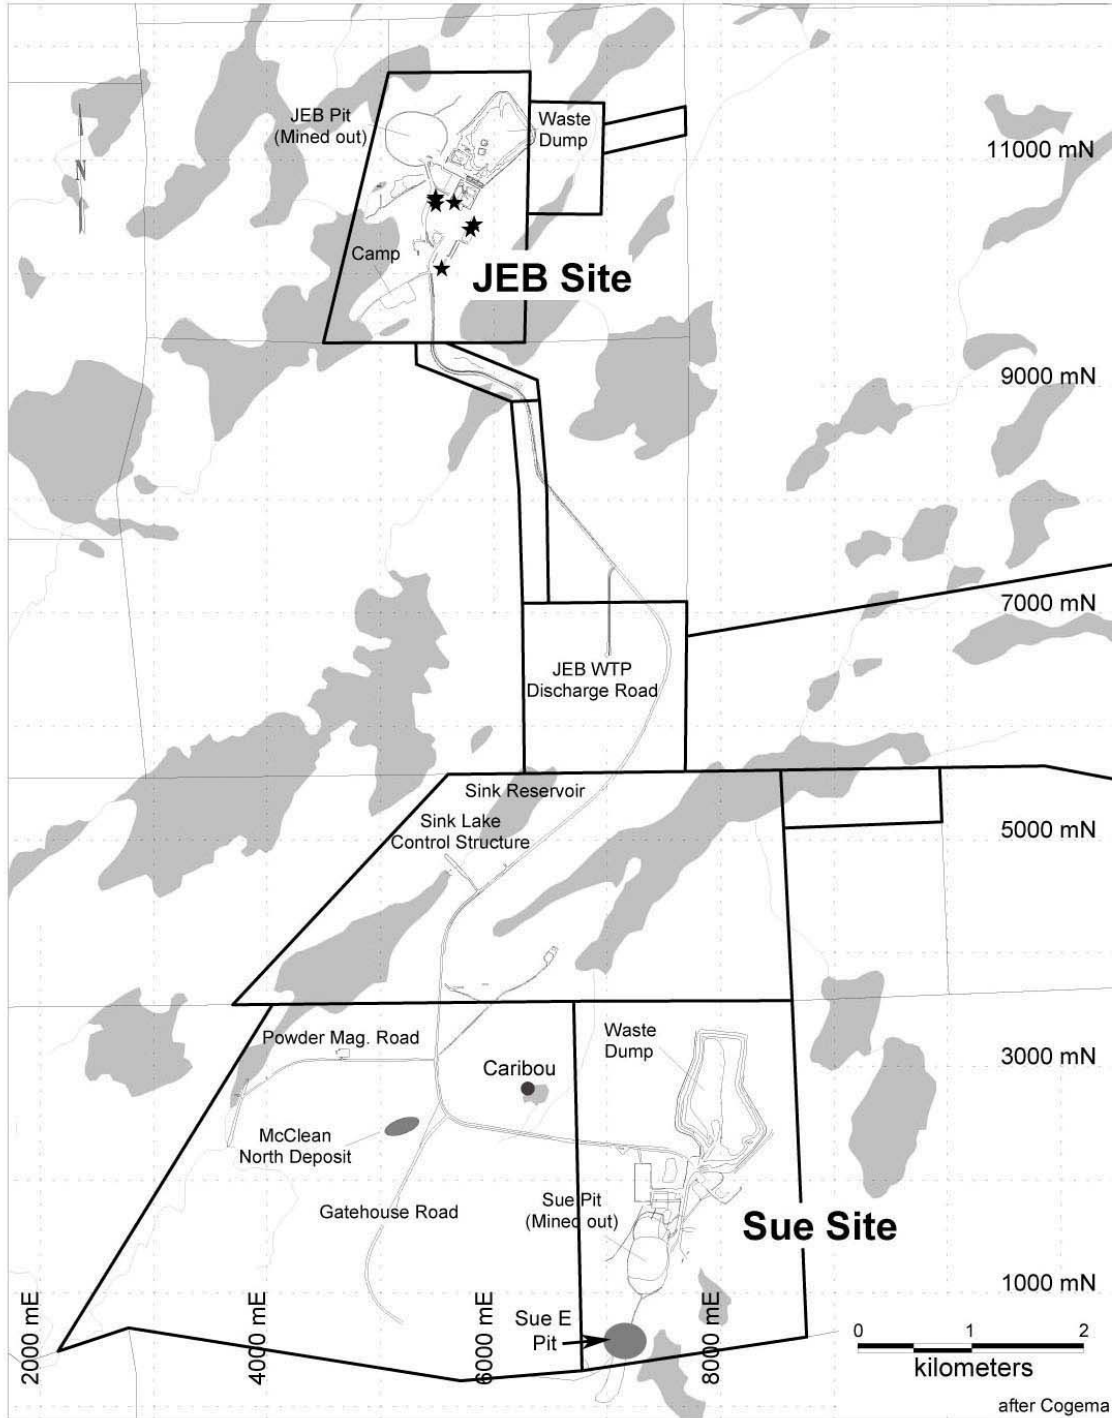 JEB Pit
(Mined out)
Waste
Dump
11000 mN
N
Camp
JEB Site
9000 mN
7000 mN
JEB WTP
Discharge Road
Sink Reservoir
Sink Lake
Control Structure
5000 mN
Powder Mag. Road
Waste
Dump
Caribou
3000 mN
McClean
North Deposit
Gatehouse Road
Sue Pit
(Mined out)
Sue Site
1000 mN
2000 mE
4000 mE
6000 mE
8000 mE
Sue E
Pit
0 1 2
kilometers
after Cogema